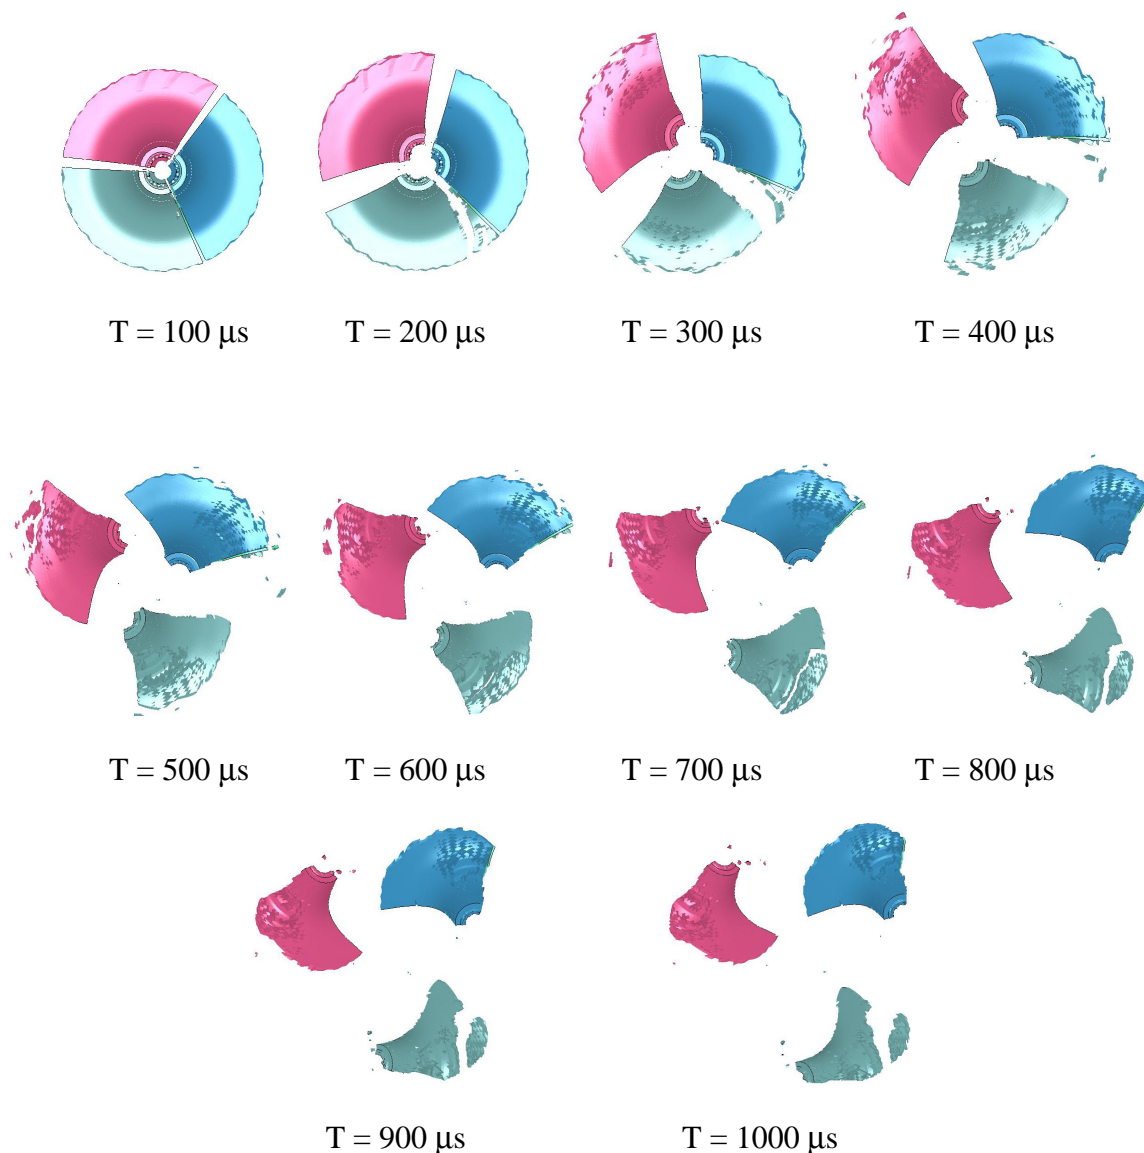 T = 100 μs
T = 200 μs
T = 300 μs
T = 400 μs
T = 500 μs
T = 600 μs
T = 700 μs
T = 800 μs
T = 900 μs
T = 1000 μs